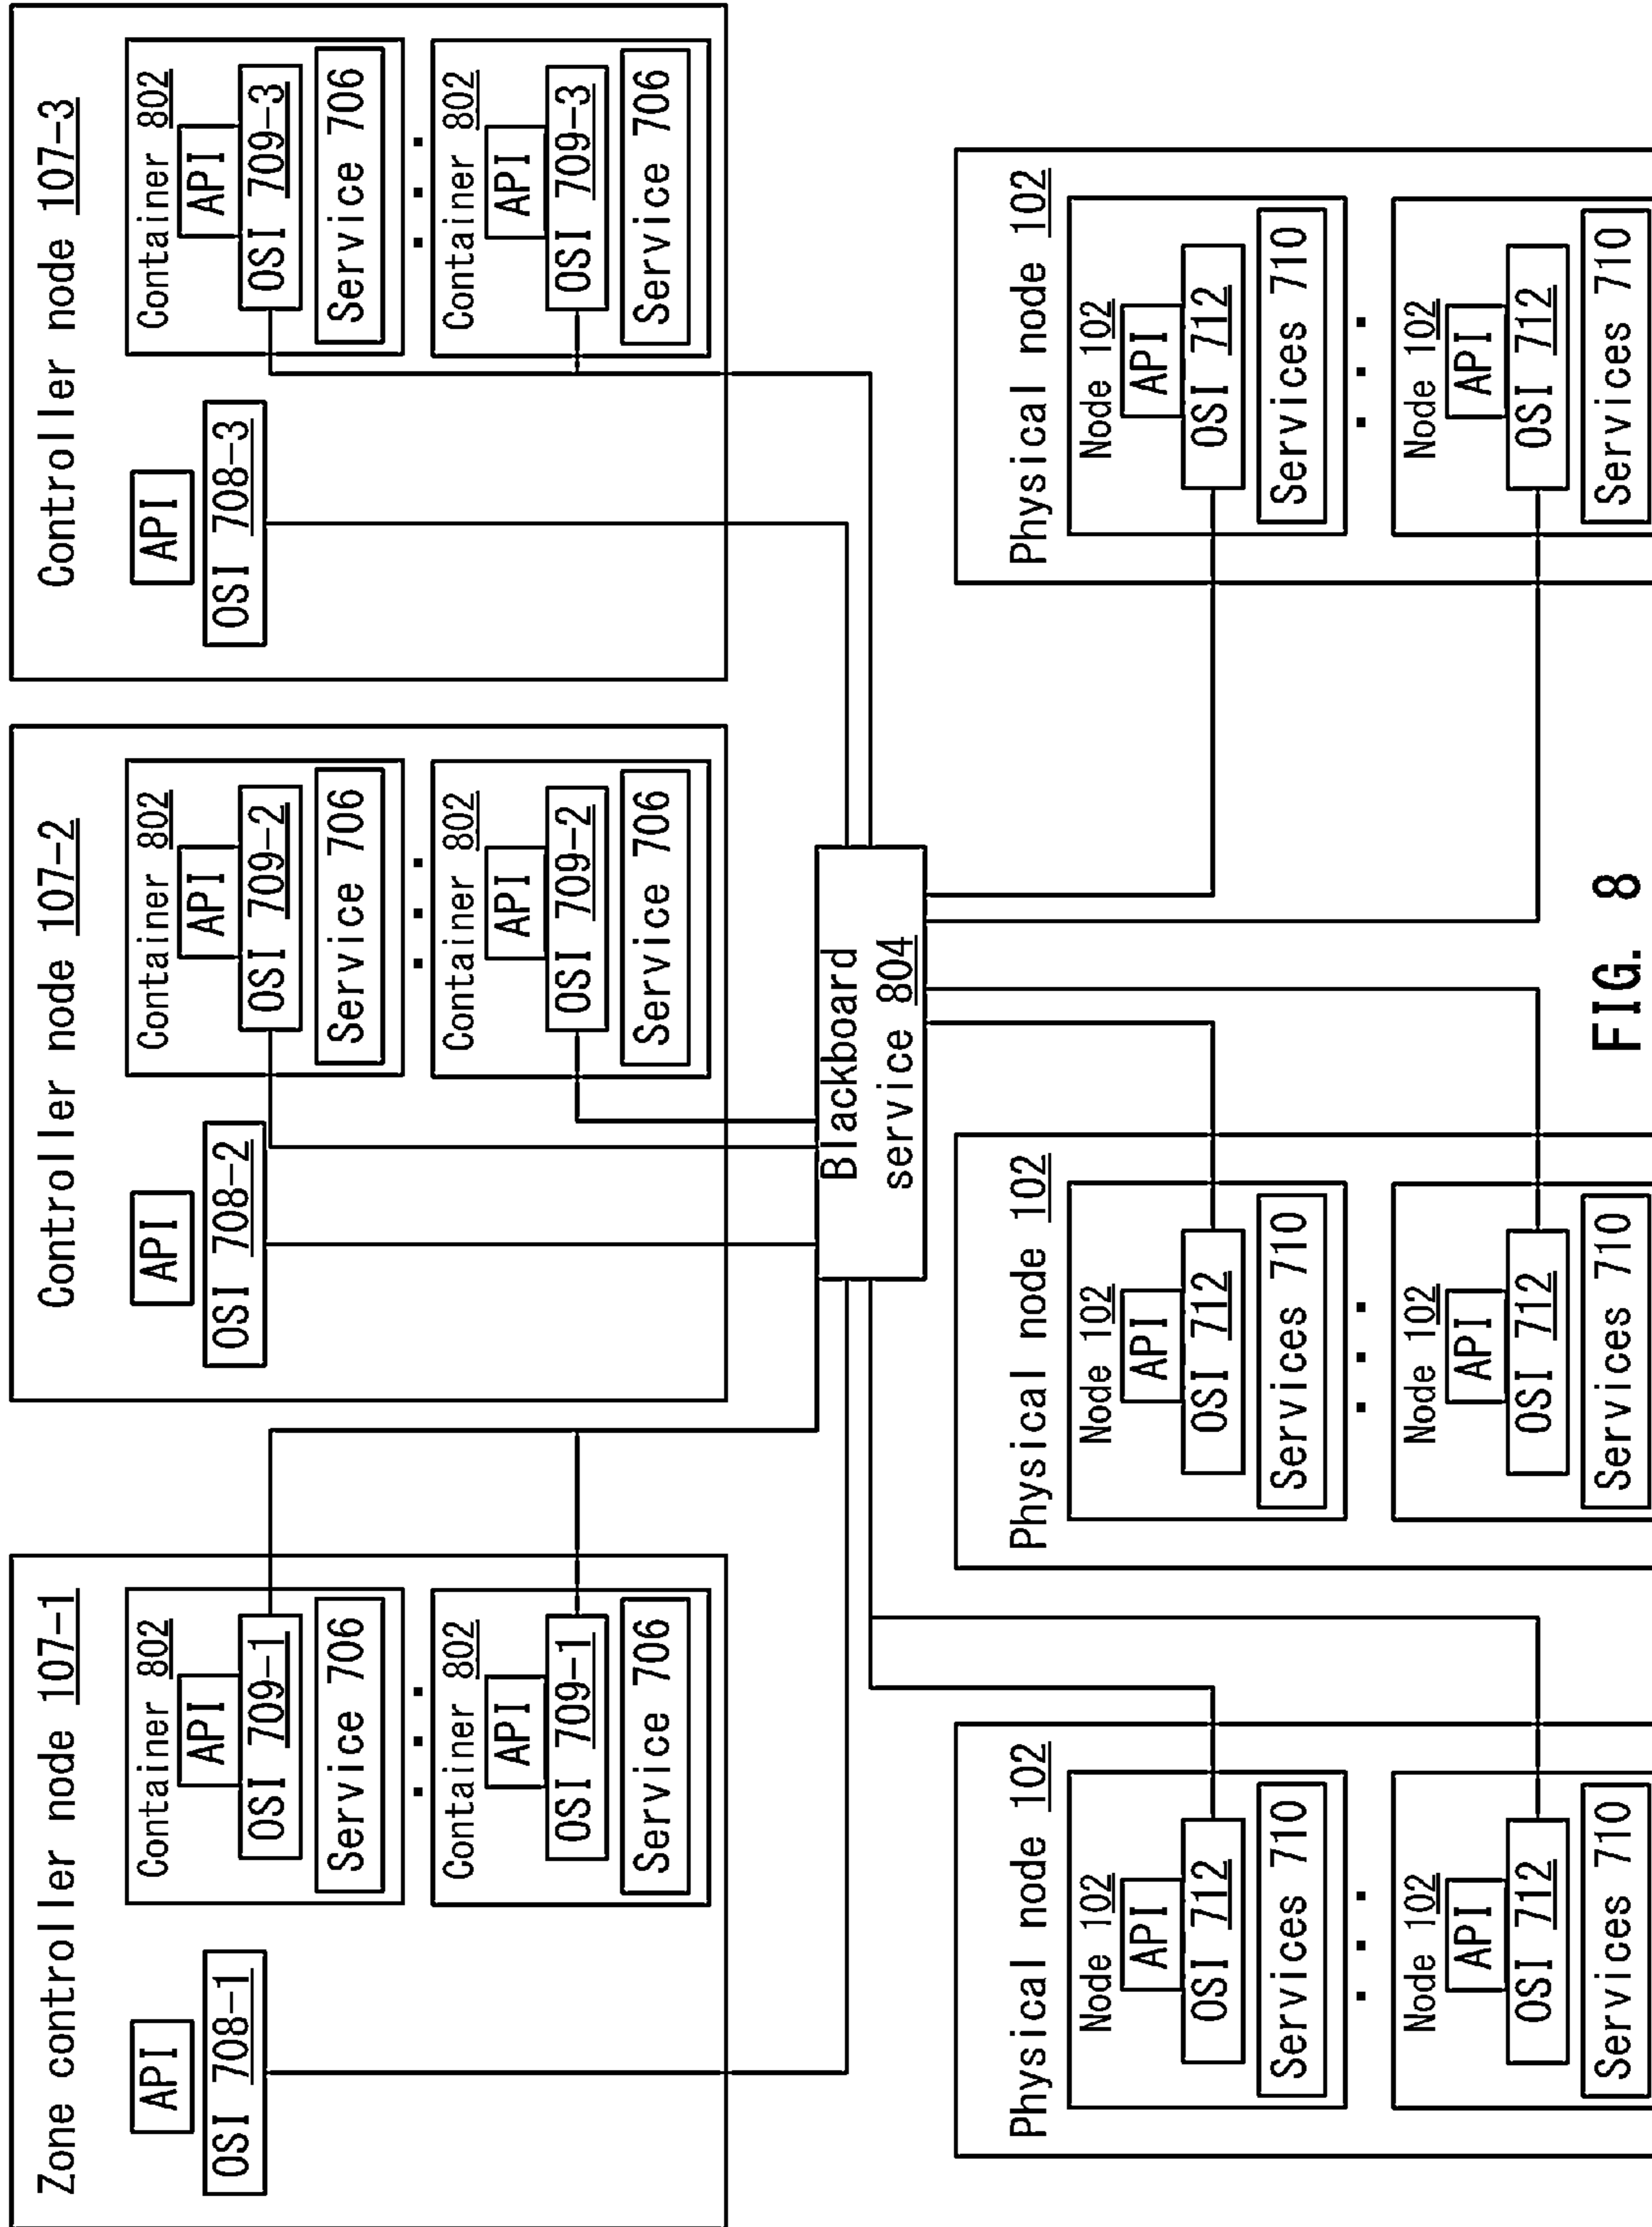 Zone controller node 107-1
API
OSI 708-1
Container 802
API
OSI 709-1
Service 706
Container 802
API
OSI 709-1
Service 706
Controller node 107-2
API
OSI 708-2
Container 802
API
OSI 709-2
Service 706
Container 802
API
OSI 709-2
Service 706
Controller node 107-3
API
OSI 708-3
Container 802
API
OSI 709-3
Service 706
Container 802
API
OSI 709-3
Service 706
Blackboard
service 804
Physical node 102
Node 102
API
OSI 712
Services 710
Node 102
API
OSI 712
Services 710
Physical node 102
Node 102
API
OSI 712
Services 710
Node 102
API
OSI 712
Services 710
Physical node 102
Node 102
API
OSI 712
Services 710
Node 102
API
OSI 712
Services 710
FIG. 8